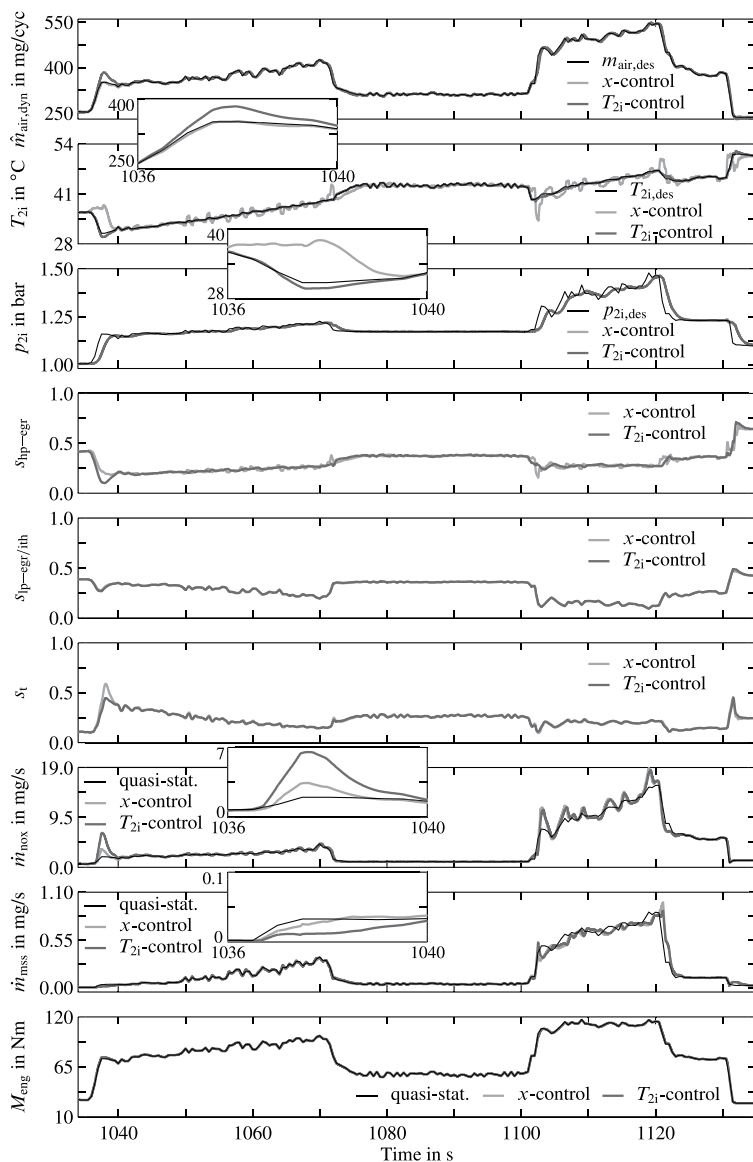 550
400
250
m̂air,dyn in mg/cyc
mair,des
x-control
T2i-control
400
250
1036
1040
54
41
28
T2i in °C
T2i,des
x-control
T2i-control
40
28
1036
1040
1.50
1.25
1.00
p2i in bar
p2i,des
x-control
T2i-control
1.0
0.5
0.0
shp−egr
x-control
T2i-control
1.0
0.5
0.0
slp−egr/ith
x-control
T2i-control
1.0
0.5
0.0
st
x-control
T2i-control
19.0
9.5
0.0
ṁnox in mg/s
quasi-stat.
x-control
T2i-control
7
0
1036
1040
1.10
0.55
0.00
ṁmss in mg/s
quasi-stat.
x-control
T2i-control
0.1
0
1036
1040
120
65
10
Meng in Nm
quasi-stat. x-control T2i-control
1040 1060 1080 1100 1120
Time in s